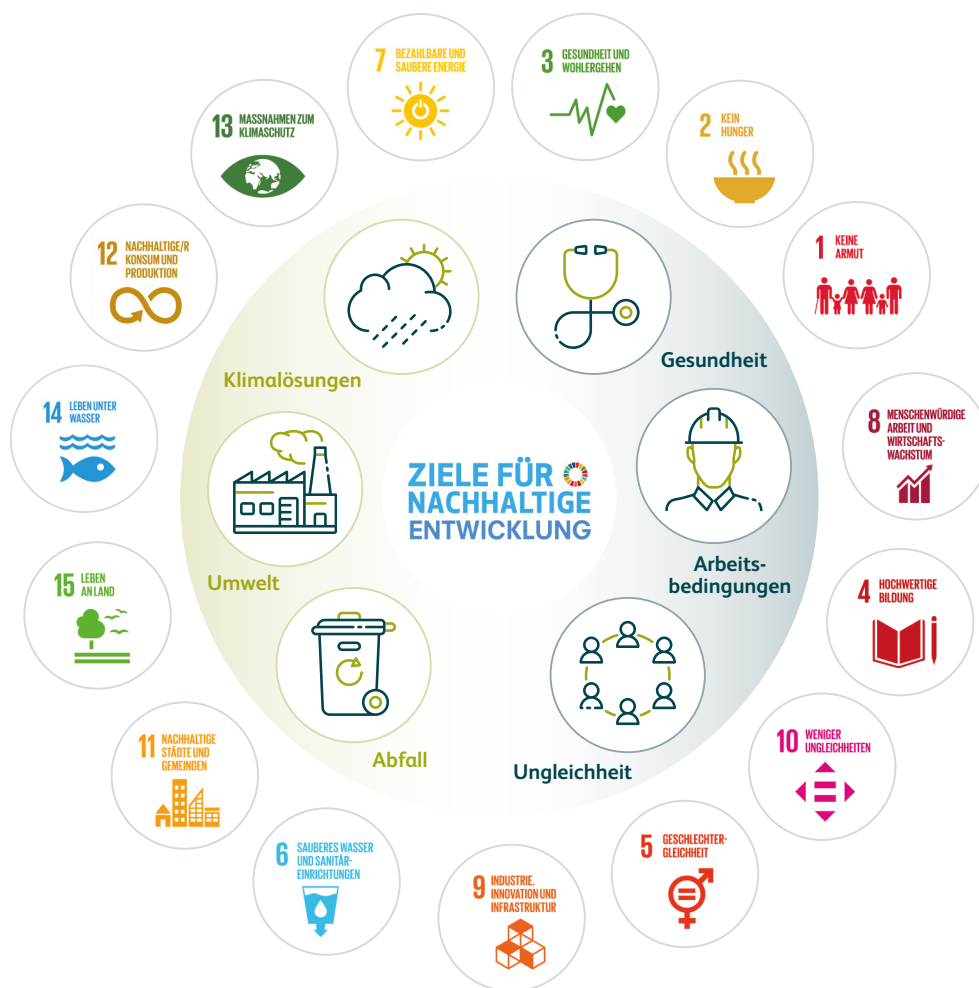 7 BEZAHLBARE UND
SAUBERE ENERGIE
3 GESUNDHEIT UND
WOHLERGEHEN
2 KEIN
HUNGER
13 MASSNAHMEN ZUM
KLIMASCHUTZ
1 KEINE
ARMUT
12 NACHHALTIGE/R
KONSUM UND
PRODUKTION
Klimalösungen
Gesundheit
14 LEBEN UNTER
WASSER
8 MENSCHENWÜRDIGE
ARBEIT UND
WIRTSCHAFTS-
WACHSTUM
ZIELE FÜR
NACHHALTIGE
ENTWICKLUNG
Umwelt
Arbeits-
bedingungen
15 LEBEN
AN LAND
4 HOCHWERTIGE
BILDUNG
Abfall
Ungleichheit
11 NACHHALTIGE
STÄDTE UND
GEMEINDEN
10 WENIGER
UNGLEICHHEITEN
6 SAUBERES WASSER
UND SANITÄR-
EINRICHTUNGEN
5 GESCHLECHTER-
GLEICHHEIT
9 INDUSTRIE,
INNOVATION UND
INFRASTRUKTUR